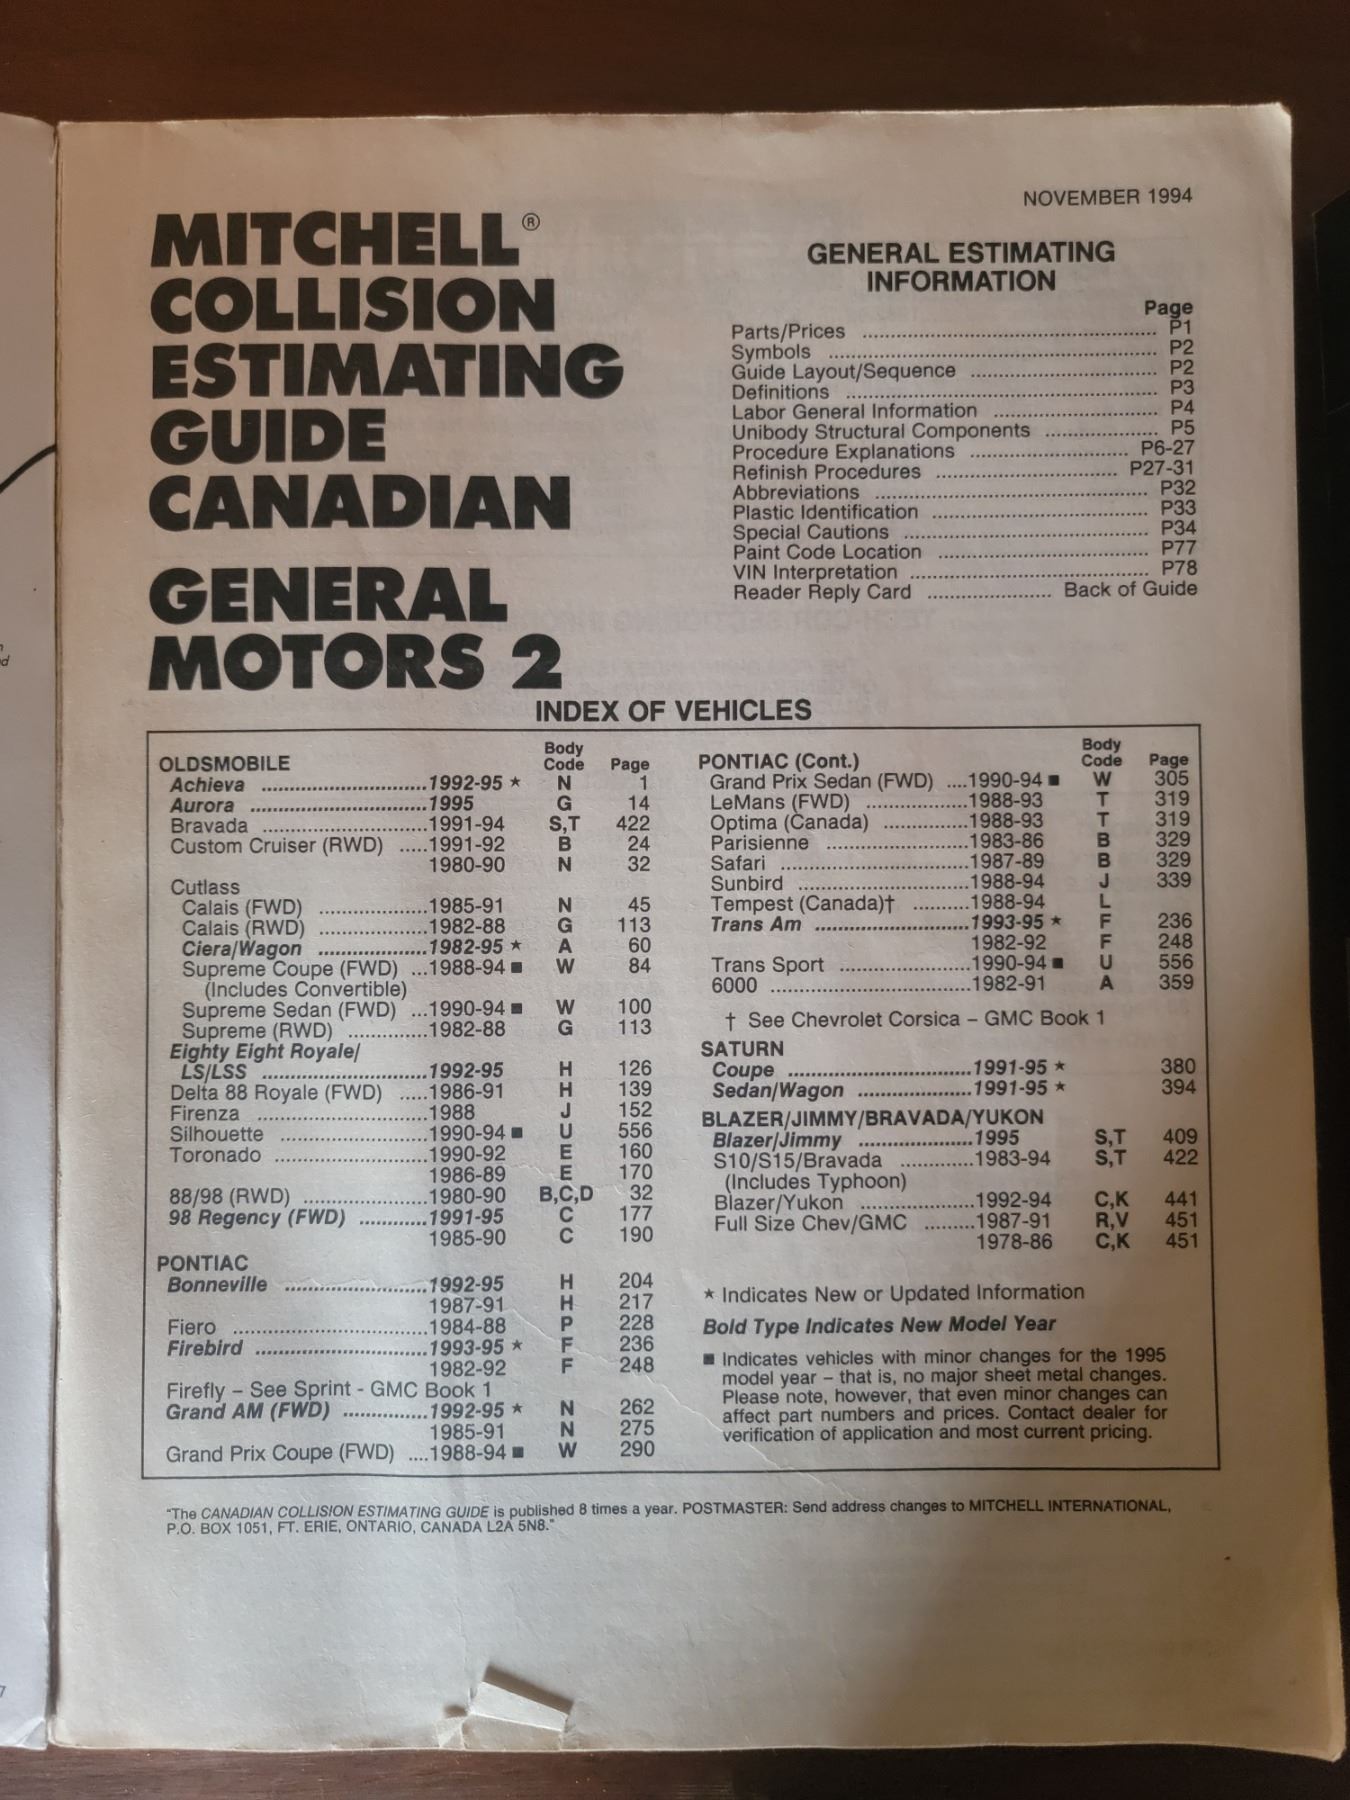 NOVEMBER 1994
MITCHELL®
COLLISION
ESTIMATING
GUIDE
CANADIAN
GENERAL
MOTORS 2
GENERAL ESTIMATING
INFORMATION
Page
Parts/Prices .................... P1
Symbols .................... P2
Guide Layout/Sequence .................... P2
Definitions .................... P3
Labor General Information .................... P4
Unibody Structural Components .................... P5
Procedure Explanations .................... P6-27
Refinish Procedures .................... P27-31
Abbreviations .................... P32
Plastic Identification .................... P33
Special Cautions .................... P34
Paint Code Location .................... P77
VIN Interpretation .................... P78
Reader Reply Card .................... Back of Guide
INDEX OF VEHICLES
Body
OLDSMOBILE Code Page
Achieva ....................1992-95 ★ N 1
Aurora ....................1995 G 14
Bravada ....................1991-94 S,T 422
Custom Cruiser (RWD) .....1991-92 B 24
1980-90 N 32
Cutlass
Calais (FWD) ................1985-91 N 45
Calais (RWD) ................1982-88 G 113
Ciera/Wagon ................1982-95 ★ A 60
Supreme Coupe (FWD) ...1988-94 ■ W 84
(Includes Convertible)
Supreme Sedan (FWD) ...1990-94 ■ W 100
Supreme (RWD) ..............1982-88 G 113
Eighty Eight Royale/
LS/LSS ....................1992-95 H 126
Delta 88 Royale (FWD) .....1986-91 H 139
Firenza ....................1988 J 152
Silhouette ....................1990-94 ■ U 556
Toronado ....................1990-92 E 160
1986-89 E 170
88/98 (RWD) ....................1980-90 B,C,D 32
98 Regency (FWD) ............1991-95 C 177
1985-90 C 190
PONTIAC
Bonneville ....................1992-95 H 204
1987-91 H 217
Fiero ....................1984-88 P 228
Firebird ....................1993-95 ★ F 236
1982-92 F 248
Firefly – See Sprint - GMC Book 1
Grand AM (FWD) ...............1992-95 ★ N 262
1985-91 N 275
Grand Prix Coupe (FWD) ....1988-94 ■ W 290
Body
PONTIAC (Cont.) Code Page
Grand Prix Sedan (FWD) ....1990-94 ■ W 305
LeMans (FWD) ..................1988-93 T 319
Optima (Canada) ...............1988-93 T 319
Parisienne ....................1983-86 B 329
Safari ....................1987-89 B 329
Sunbird ....................1988-94 J 339
Tempest (Canada)† ..........1988-94 L
Trans Am ....................1993-95 ★ F 236
1982-92 F 248
Trans Sport ....................1990-94 ■ U 556
6000 ....................1982-91 A 359
† See Chevrolet Corsica – GMC Book 1
SATURN
Coupe ....................1991-95 ★ 380
Sedan/Wagon ....................1991-95 ★ 394
BLAZER/JIMMY/BRAVADA/YUKON
Blazer/Jimmy ....................1995 S,T 409
S10/S15/Bravada .............1983-94 S,T 422
(Includes Typhoon)
Blazer/Yukon ....................1992-94 C,K 441
Full Size Chev/GMC .........1987-91 R,V 451
1978-86 C,K 451
★ Indicates New or Updated Information
Bold Type Indicates New Model Year
■ Indicates vehicles with minor changes for the 1995
model year – that is, no major sheet metal changes.
Please note, however, that even minor changes can
affect part numbers and prices. Contact dealer for
verification of application and most current pricing.
"The CANADIAN COLLISION ESTIMATING GUIDE is published 8 times a year. POSTMASTER: Send address changes to MITCHELL INTERNATIONAL,
P.O. BOX 1051, FT. ERIE, ONTARIO, CANADA L2A 5N8."